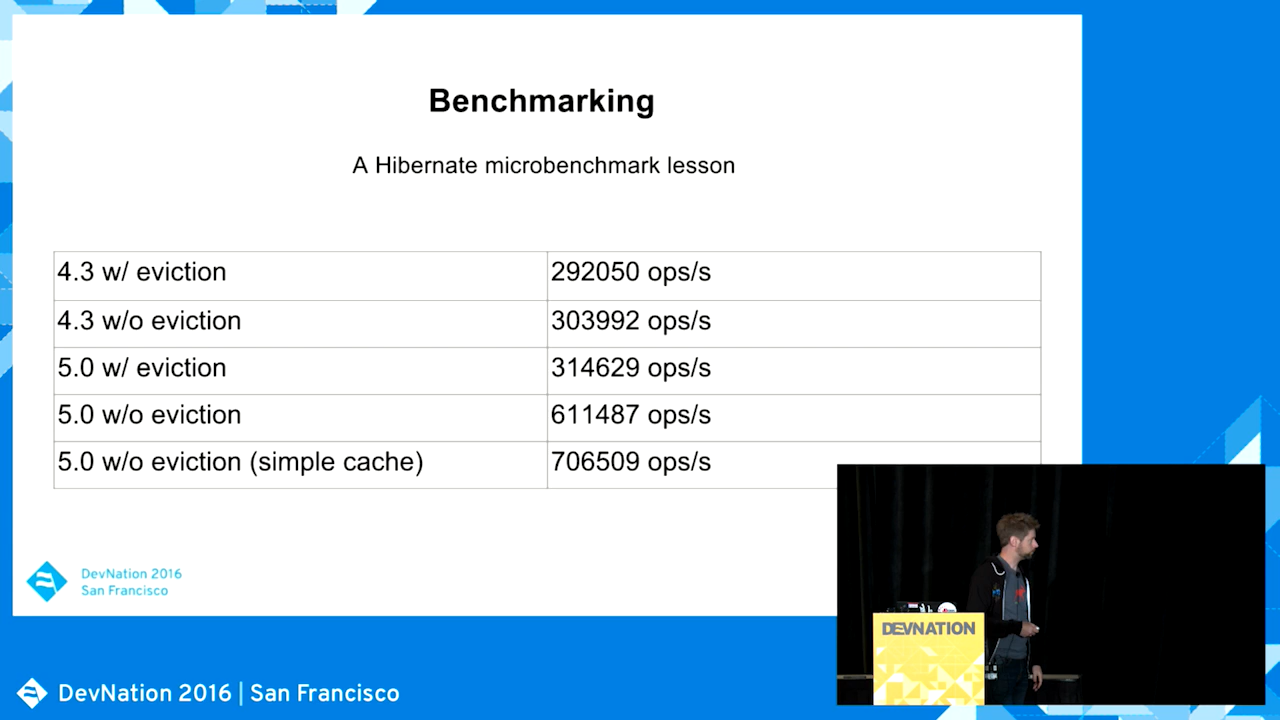 Benchmarking
A Hibernate microbenchmark lesson
4.3 w/ eviction 292050 ops/s
4.3 w/o eviction 303992 ops/s
5.0 w/ eviction 314629 ops/s
5.0 w/o eviction 611487 ops/s
5.0 w/o eviction (simple cache) 706509 ops/s
DevNation 2016
San Francisco
DEVNATION
DevNation 2016 | San Francisco